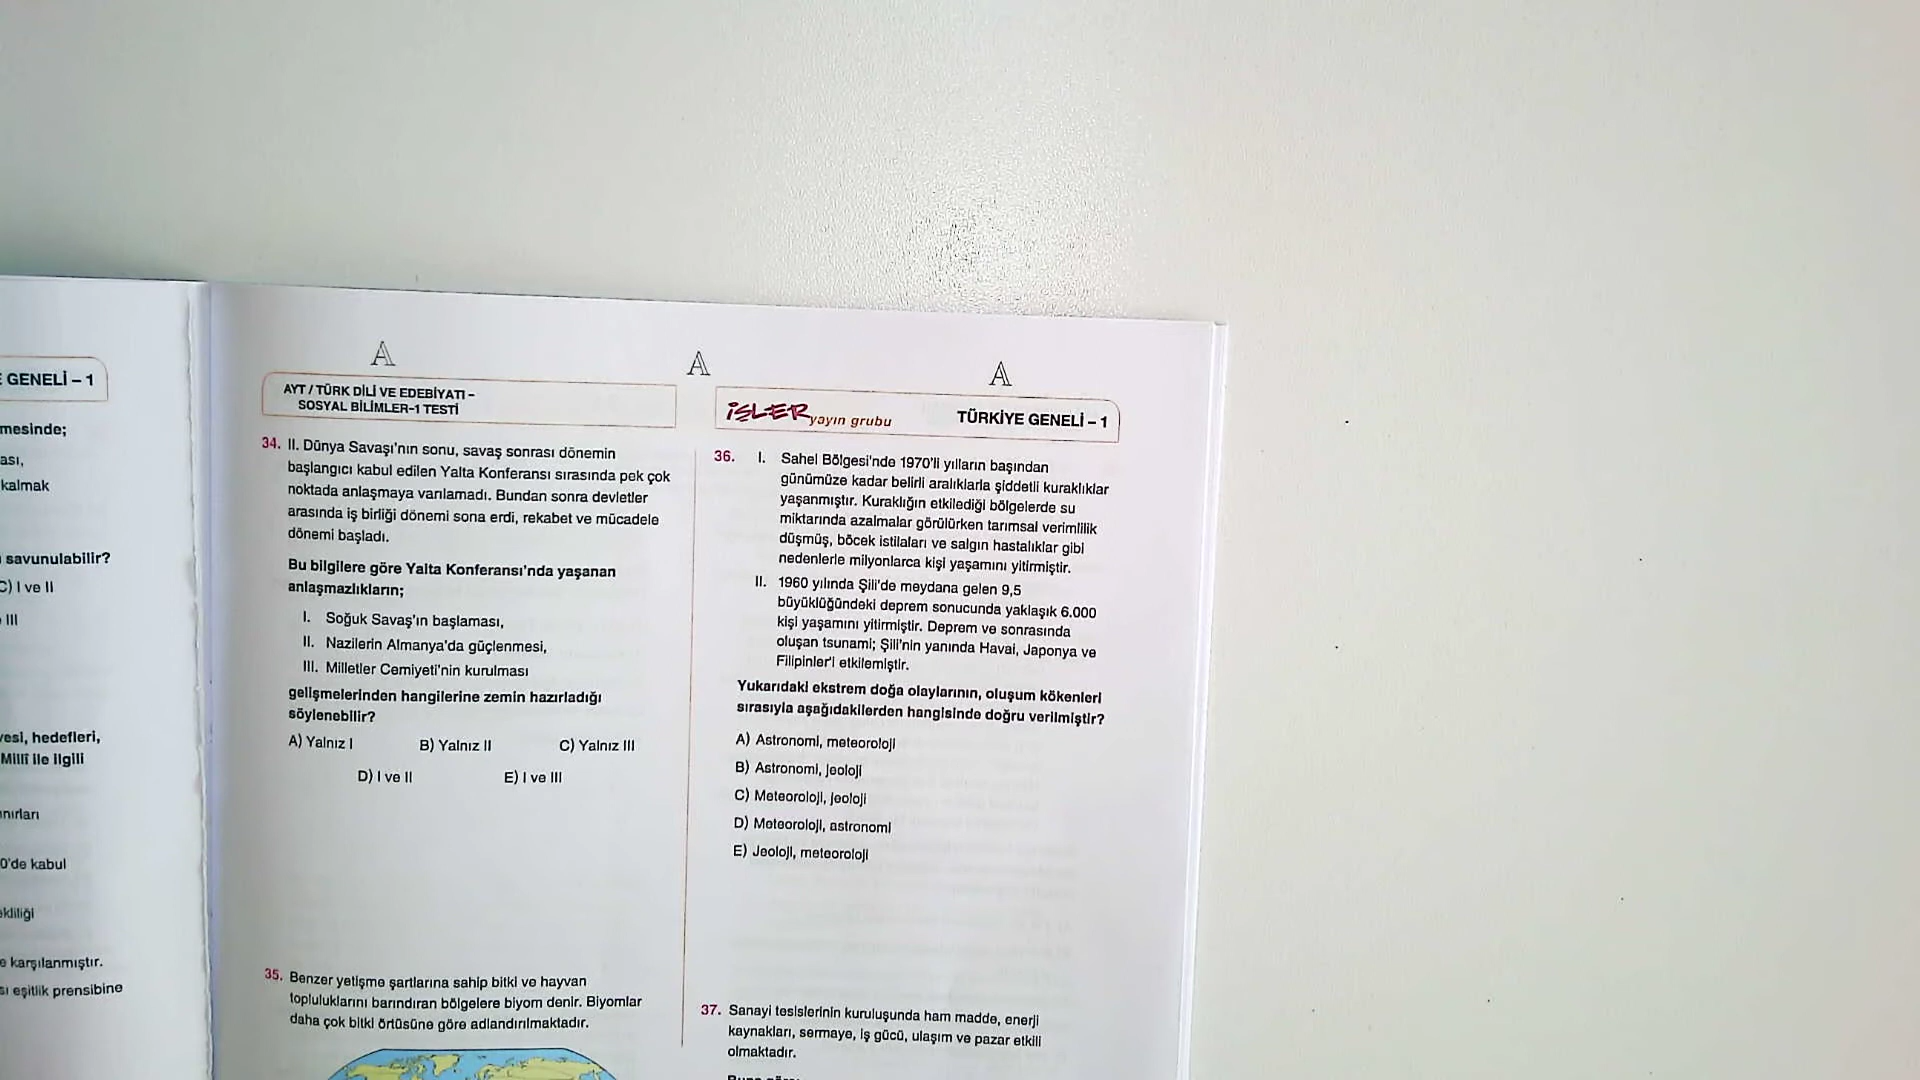 E GENELİ – 1
mesinde;
ası,
kalmak
savunulabilir?
C) I ve II
III
vesi, hedefleri,
Millî ile ilgili
ınırları
0'de kabul
ekliliği
e karşılanmıştır.
sı eşitlik prensibine
A
A
A
AYT / TÜRK DİLİ VE EDEBİYATI –
SOSYAL BİLİMLER-1 TESTİ
34. II. Dünya Savaşı'nın sonu, savaş sonrası dönemin
başlangıcı kabul edilen Yalta Konferansı sırasında pek çok
noktada anlaşmaya varılamadı. Bundan sonra devletler
arasında iş birliği dönemi sona erdi, rekabet ve mücadele
dönemi başladı.
Bu bilgilere göre Yalta Konferansı'nda yaşanan
anlaşmazlıkların;
I. Soğuk Savaş'ın başlaması,
II. Nazilerin Almanya'da güçlenmesi,
III. Milletler Cemiyeti'nin kurulması
gelişmelerinden hangilerine zemin hazırladığı
söylenebilir?
A) Yalnız I B) Yalnız II C) Yalnız III
D) I ve II E) I ve III
35. Benzer yetişme şartlarına sahip bitki ve hayvan
topluluklarını barındıran bölgelere biyom denir. Biyomlar
daha çok bitki örtüsüne göre adlandırılmaktadır.
İŞLER yayın grubu TÜRKİYE GENELİ – 1
36. I. Sahel Bölgesi'nde 1970'li yılların başından
günümüze kadar belirli aralıklarla şiddetli kuraklıklar
yaşanmıştır. Kuraklığın etkilediği bölgelerde su
miktarında azalmalar görülürken tarımsal verimlilik
düşmüş, böcek istilaları ve salgın hastalıklar gibi
nedenlerle milyonlarca kişi yaşamını yitirmiştir.
II. 1960 yılında Şili'de meydana gelen 9,5
büyüklüğündeki deprem sonucunda yaklaşık 6.000
kişi yaşamını yitirmiştir. Deprem ve sonrasında
oluşan tsunami; Şili'nin yanında Havai, Japonya ve
Filipinler'i etkilemiştir.
Yukarıdaki ekstrem doğa olaylarının, oluşum kökenleri
sırasıyla aşağıdakilerden hangisinde doğru verilmiştir?
A) Astronomi, meteoroloji
B) Astronomi, jeoloji
C) Meteoroloji, jeoloji
D) Meteoroloji, astronomi
E) Jeoloji, meteoroloji
37. Sanayi tesislerinin kuruluşunda ham madde, enerji
kaynakları, sermaye, iş gücü, ulaşım ve pazar etkili
olmaktadır.